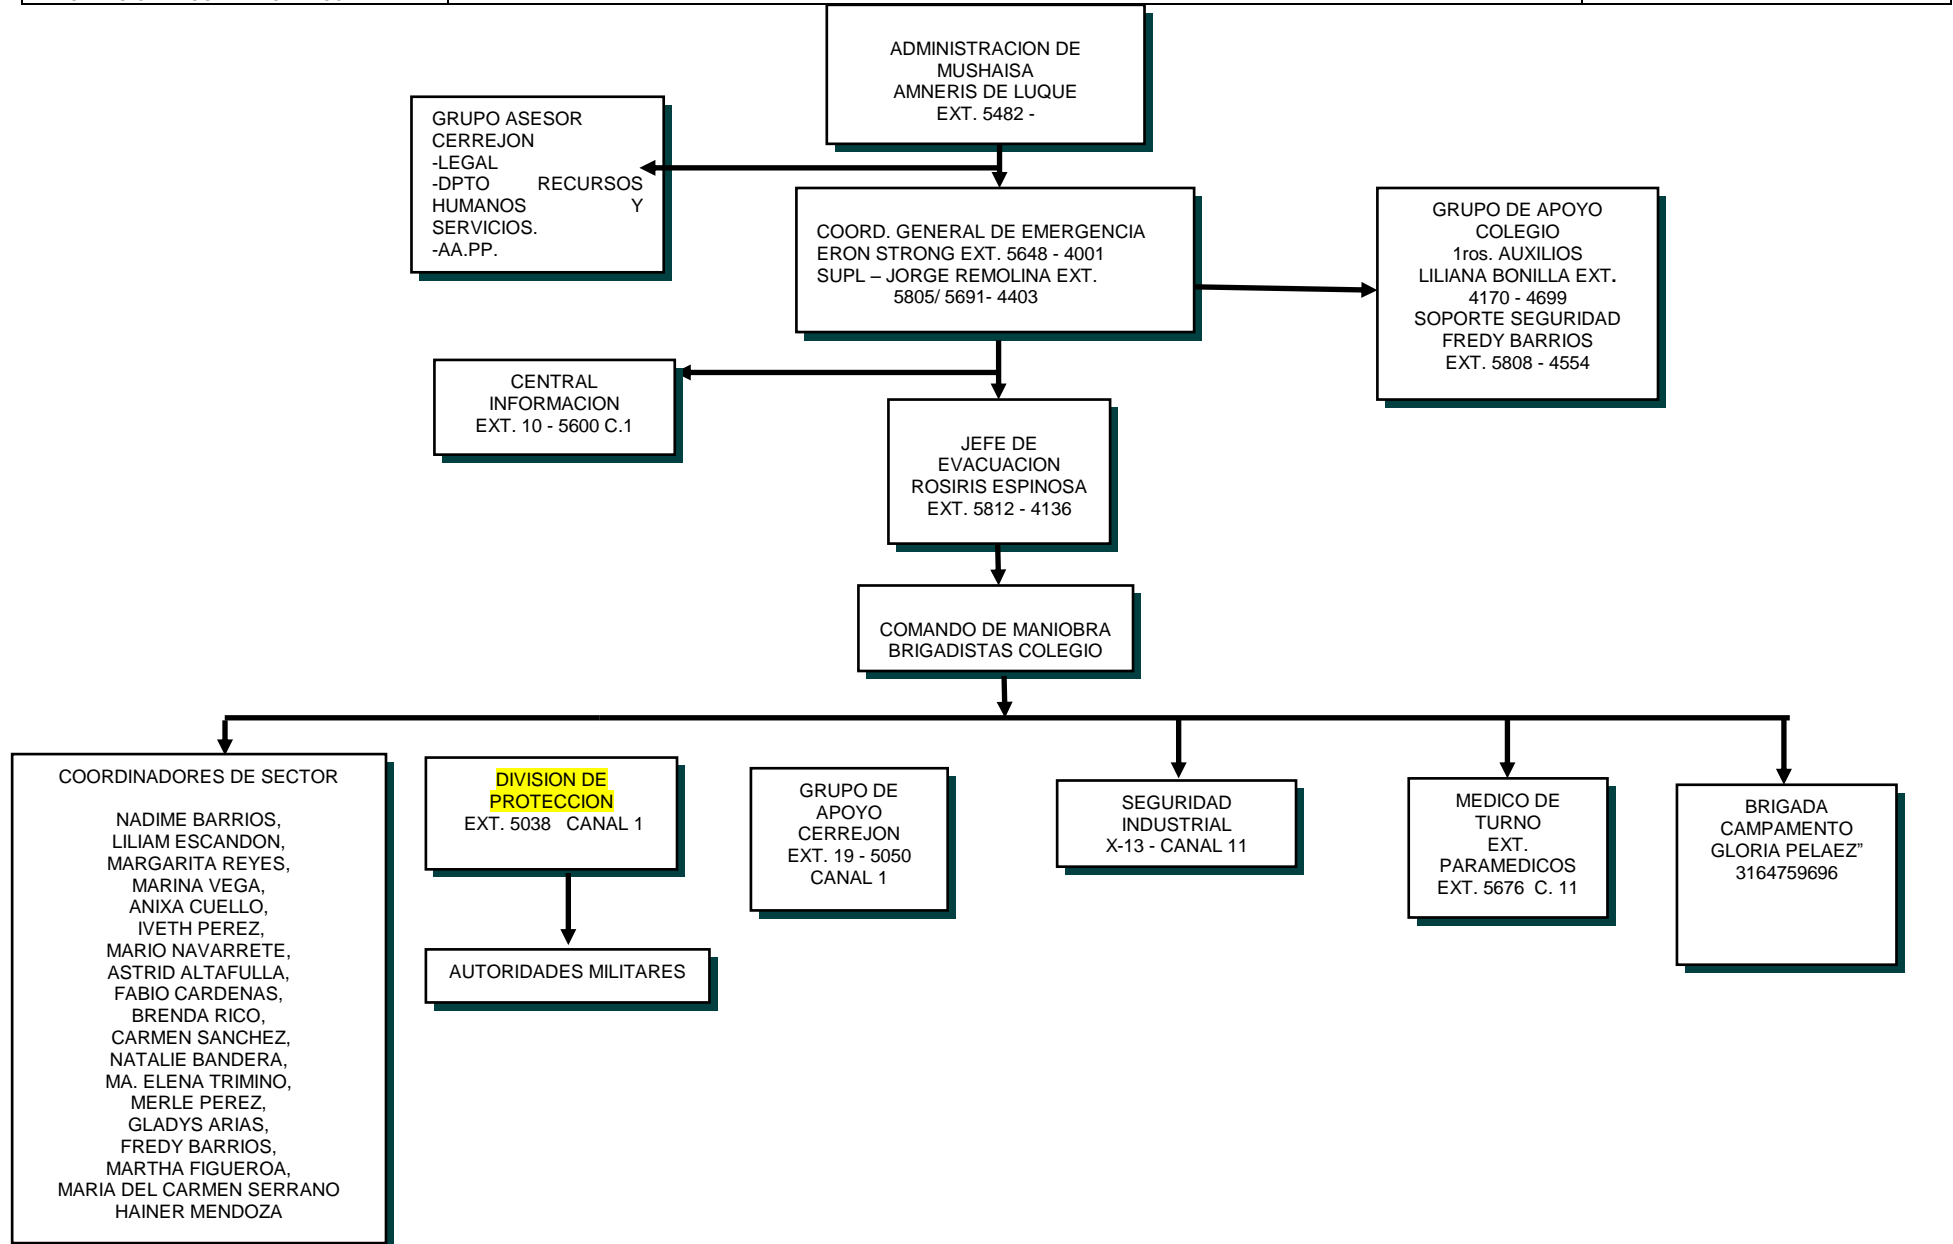 ADMINISTRACION DE
MUSHAISA
AMNERIS DE LUQUE
EXT. 5482 -
GRUPO ASESOR
CERREJON
-LEGAL
-DPTO RECURSOS
HUMANOS Y
SERVICIOS.
-AA.PP.
COORD. GENERAL DE EMERGENCIA
ERON STRONG EXT. 5648 - 4001
SUPL – JORGE REMOLINA EXT.
5805/ 5691- 4403
GRUPO DE APOYO
COLEGIO
1ros. AUXILIOS
LILIANA BONILLA EXT.
4170 - 4699
SOPORTE SEGURIDAD
FREDY BARRIOS
EXT. 5808 - 4554
CENTRAL
INFORMACION
EXT. 10 - 5600 C.1
JEFE DE
EVACUACION
ROSIRIS ESPINOSA
EXT. 5812 - 4136
COMANDO DE MANIOBRA
BRIGADISTAS COLEGIO
COORDINADORES DE SECTOR
NADIME BARRIOS,
LILIAM ESCANDON,
MARGARITA REYES,
MARINA VEGA,
ANIXA CUELLO,
IVETH PEREZ,
MARIO NAVARRETE,
ASTRID ALTAFULLA,
FABIO CARDENAS,
BRENDA RICO,
CARMEN SANCHEZ,
NATALIE BANDERA,
MA. ELENA TRIMINO,
MERLE PEREZ,
GLADYS ARIAS,
FREDY BARRIOS,
MARTHA FIGUEROA,
MARIA DEL CARMEN SERRANO
HAINER MENDOZA
DIVISION DE
PROTECCION
EXT. 5038 CANAL 1
AUTORIDADES MILITARES
GRUPO DE
APOYO
CERREJON
EXT. 19 - 5050
CANAL 1
SEGURIDAD
INDUSTRIAL
X-13 - CANAL 11
MEDICO DE
TURNO
EXT.
PARAMEDICOS
EXT. 5676 C. 11
BRIGADA
CAMPAMENTO
GLORIA PELAEZ”
3164759696